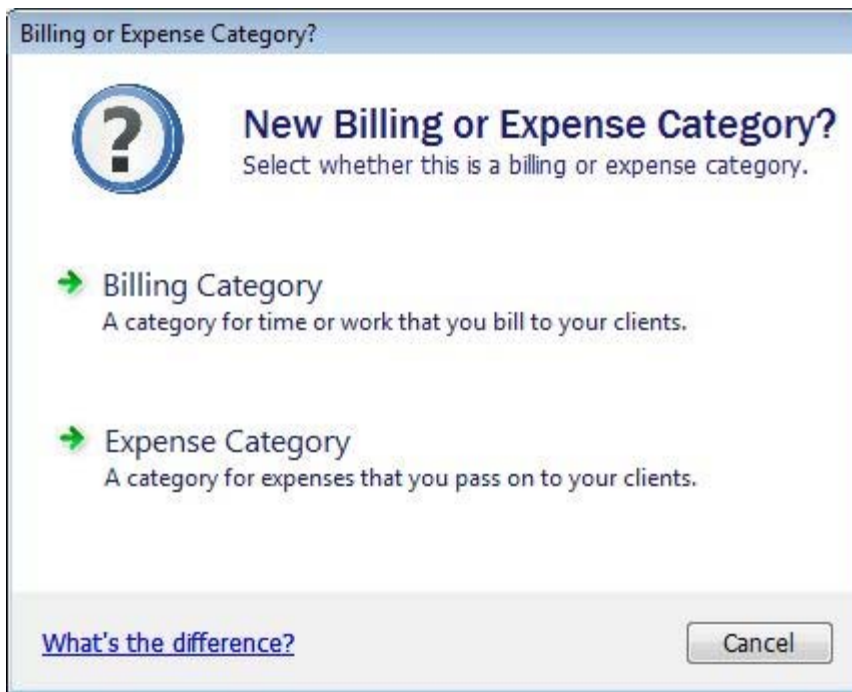 Billing or Expense Category?
?
New Billing or Expense Category?
Select whether this is a billing or expense category.
Billing Category
A category for time or work that you bill to your clients.
Expense Category
A category for expenses that you pass on to your clients.
What's the difference?
Cancel